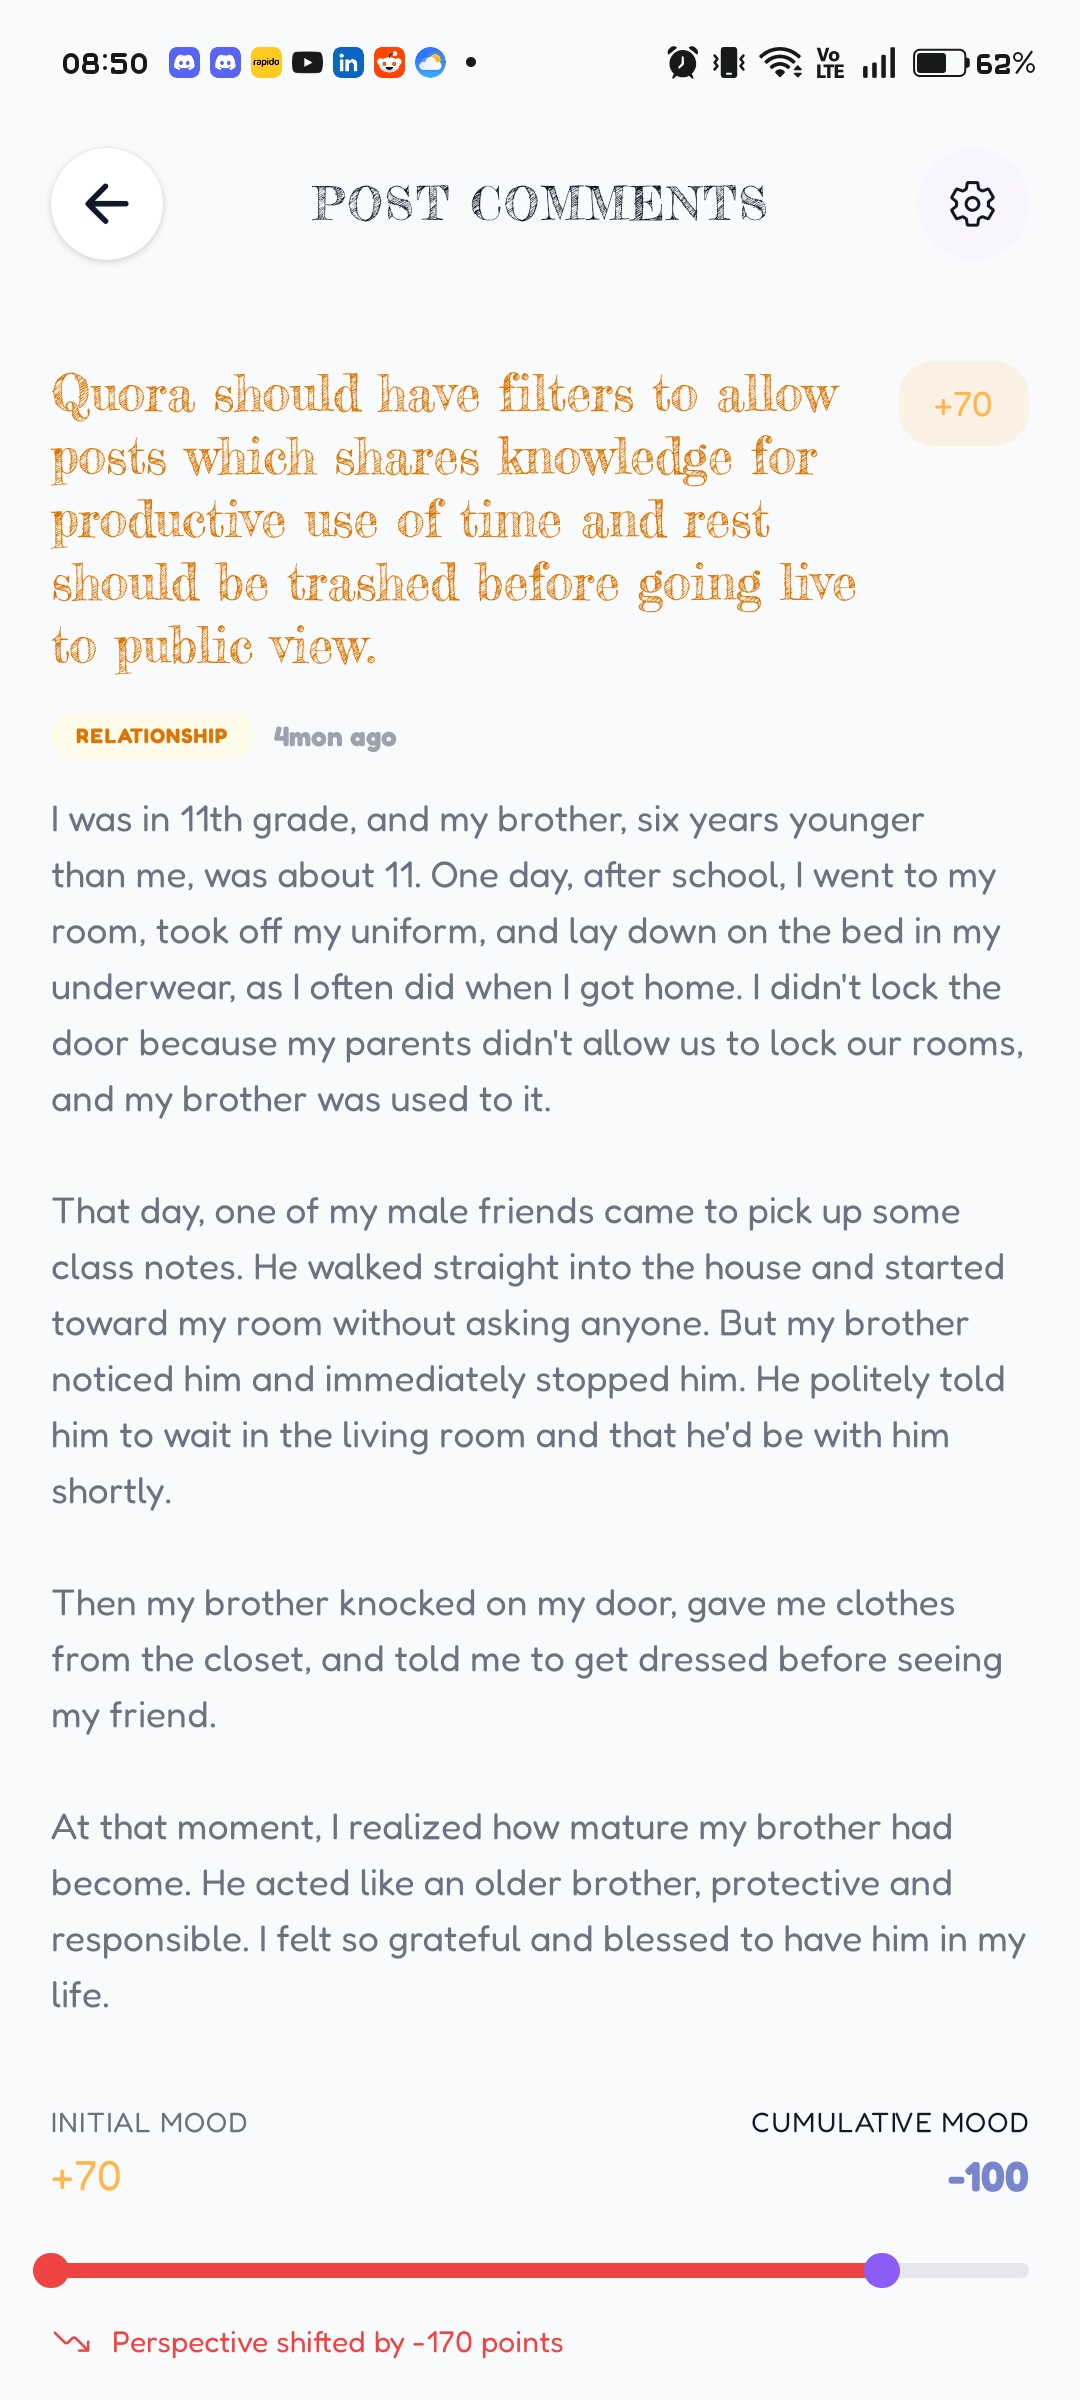 08:50 rapido in Vo LTE 62%
POST COMMENTS
Quora should have filters to allow
posts which shares knowledge for
productive use of time and rest
should be trashed before going live
to public view.
+70
RELATIONSHIP 4mon ago
I was in 11th grade, and my brother, six years younger
than me, was about 11. One day, after school, I went to my
room, took off my uniform, and lay down on the bed in my
underwear, as I often did when I got home. I didn't lock the
door because my parents didn't allow us to lock our rooms,
and my brother was used to it.
That day, one of my male friends came to pick up some
class notes. He walked straight into the house and started
toward my room without asking anyone. But my brother
noticed him and immediately stopped him. He politely told
him to wait in the living room and that he'd be with him
shortly.
Then my brother knocked on my door, gave me clothes
from the closet, and told me to get dressed before seeing
my friend.
At that moment, I realized how mature my brother had
become. He acted like an older brother, protective and
responsible. I felt so grateful and blessed to have him in my
life.
INITIAL MOOD CUMULATIVE MOOD
+70 -100
Perspective shifted by -170 points